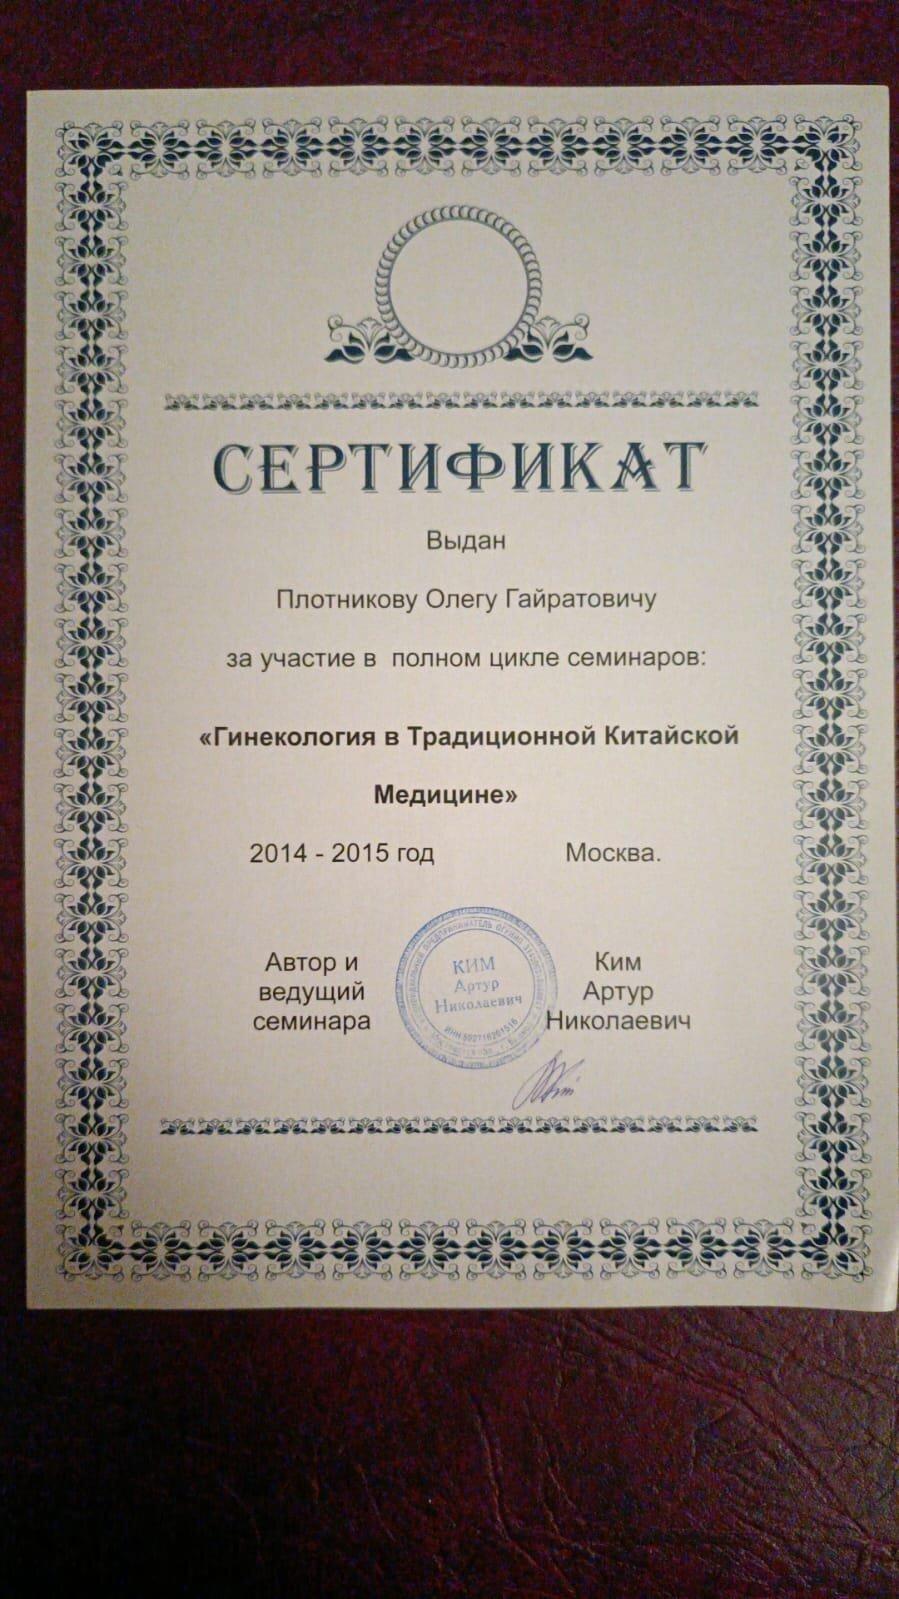 СЕРТИФИКАТ
Выдан
Плотникову Олегу Гайратовичу
за участие в полном цикле семинаров:
«Гинекология в Традиционной Китайской
Медицине»
2014 - 2015 год Москва.
Автор и
ведущий
семинара
ПРЕДПРИНИМАТЕЛЬ
КИМ
Артур
Николаевич
Ким
Артур
Николаевич